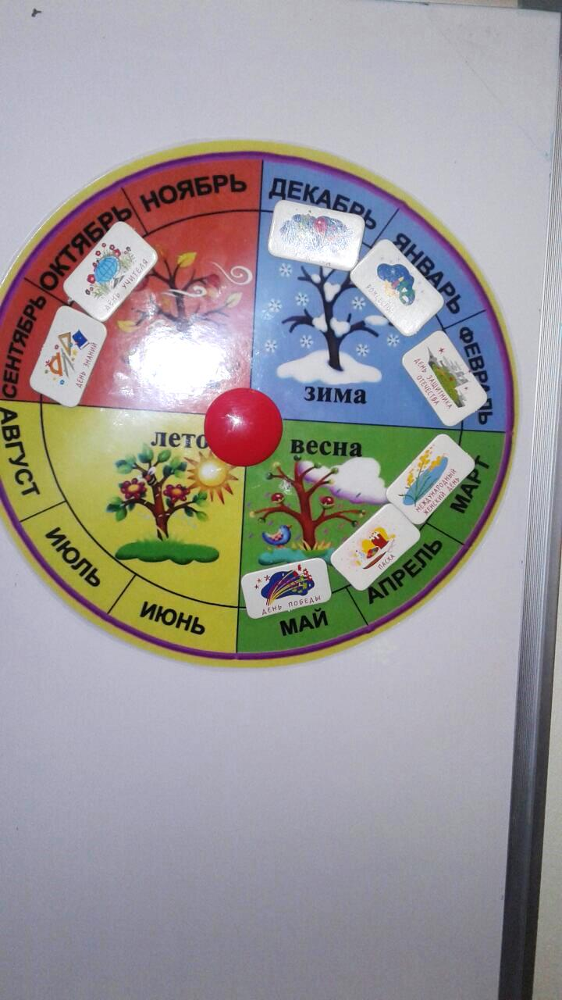 НОЯБРЬ
ДЕКАБРЬ
ЯНВАРЬ
РОЖДЕСТВО
ФЕВРАЛЬ
ДЕНЬ ЗАЩИТНИКА
ОТЕЧЕСТВА
зима
МАРТ
МЕЖДУНАРОДНЫЙ
ЖЕНСКИЙ ДЕНЬ
весна
АПРЕЛЬ
ПАСХА
МАЙ
ДЕНЬ ПОБЕДЫ
ИЮНЬ
ИЮЛЬ
АВГУСТ
лето
СЕНТЯБРЬ
ДЕНЬ ЗНАНИЙ
ОКТЯБРЬ
ДЕНЬ УЧИТЕЛЯ